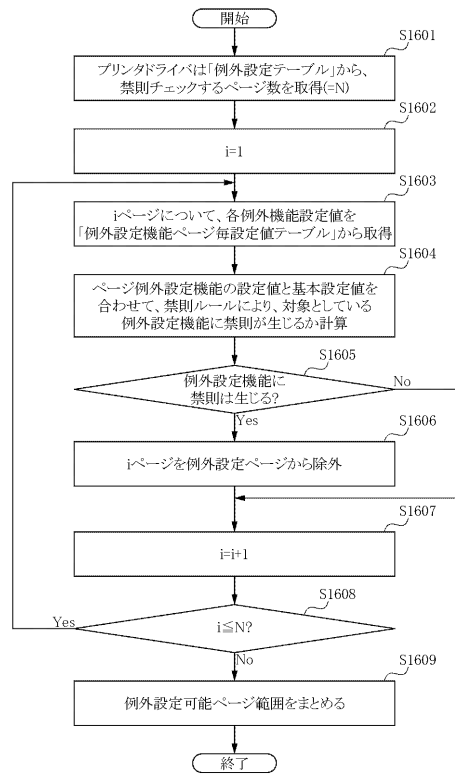 開始
S1601
プリンタドライバは「例外設定テーブル」から、
禁則チェックするページ数を取得(=N)
S1602
i=1
S1603
iページについて、各例外機能設定値を
「例外設定機能ページ毎設定値テーブル」から取得
S1604
ページ例外設定機能の設定値と基本設定値を
合わせて、禁則ルールにより、対象としている
例外設定機能に禁則が生じるか計算
S1605
例外設定機能に
禁則は生じる?
No
Yes
S1606
iページを例外設定ページから除外
S1607
i=i+1
S1608
i≦N?
Yes
No
S1609
例外設定可能ページ範囲をまとめる
終了